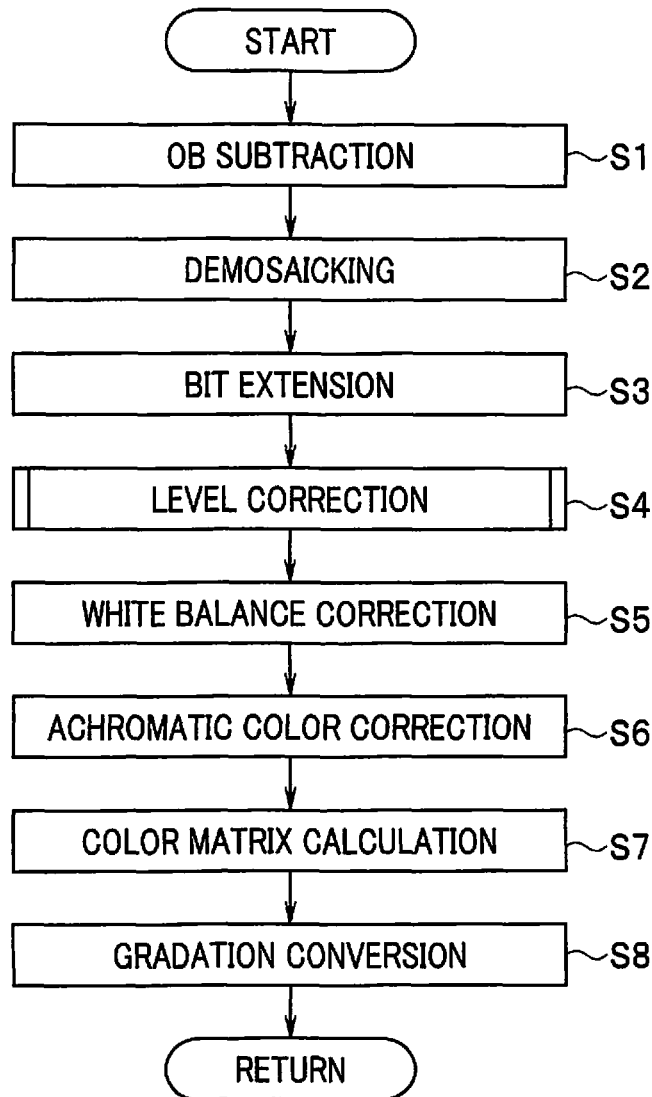 START
OB SUBTRACTION
S1
DEMOSAICKING
S2
BIT EXTENSION
S3
LEVEL CORRECTION
S4
WHITE BALANCE CORRECTION
S5
ACHROMATIC COLOR CORRECTION
S6
COLOR MATRIX CALCULATION
S7
GRADATION CONVERSION
S8
RETURN